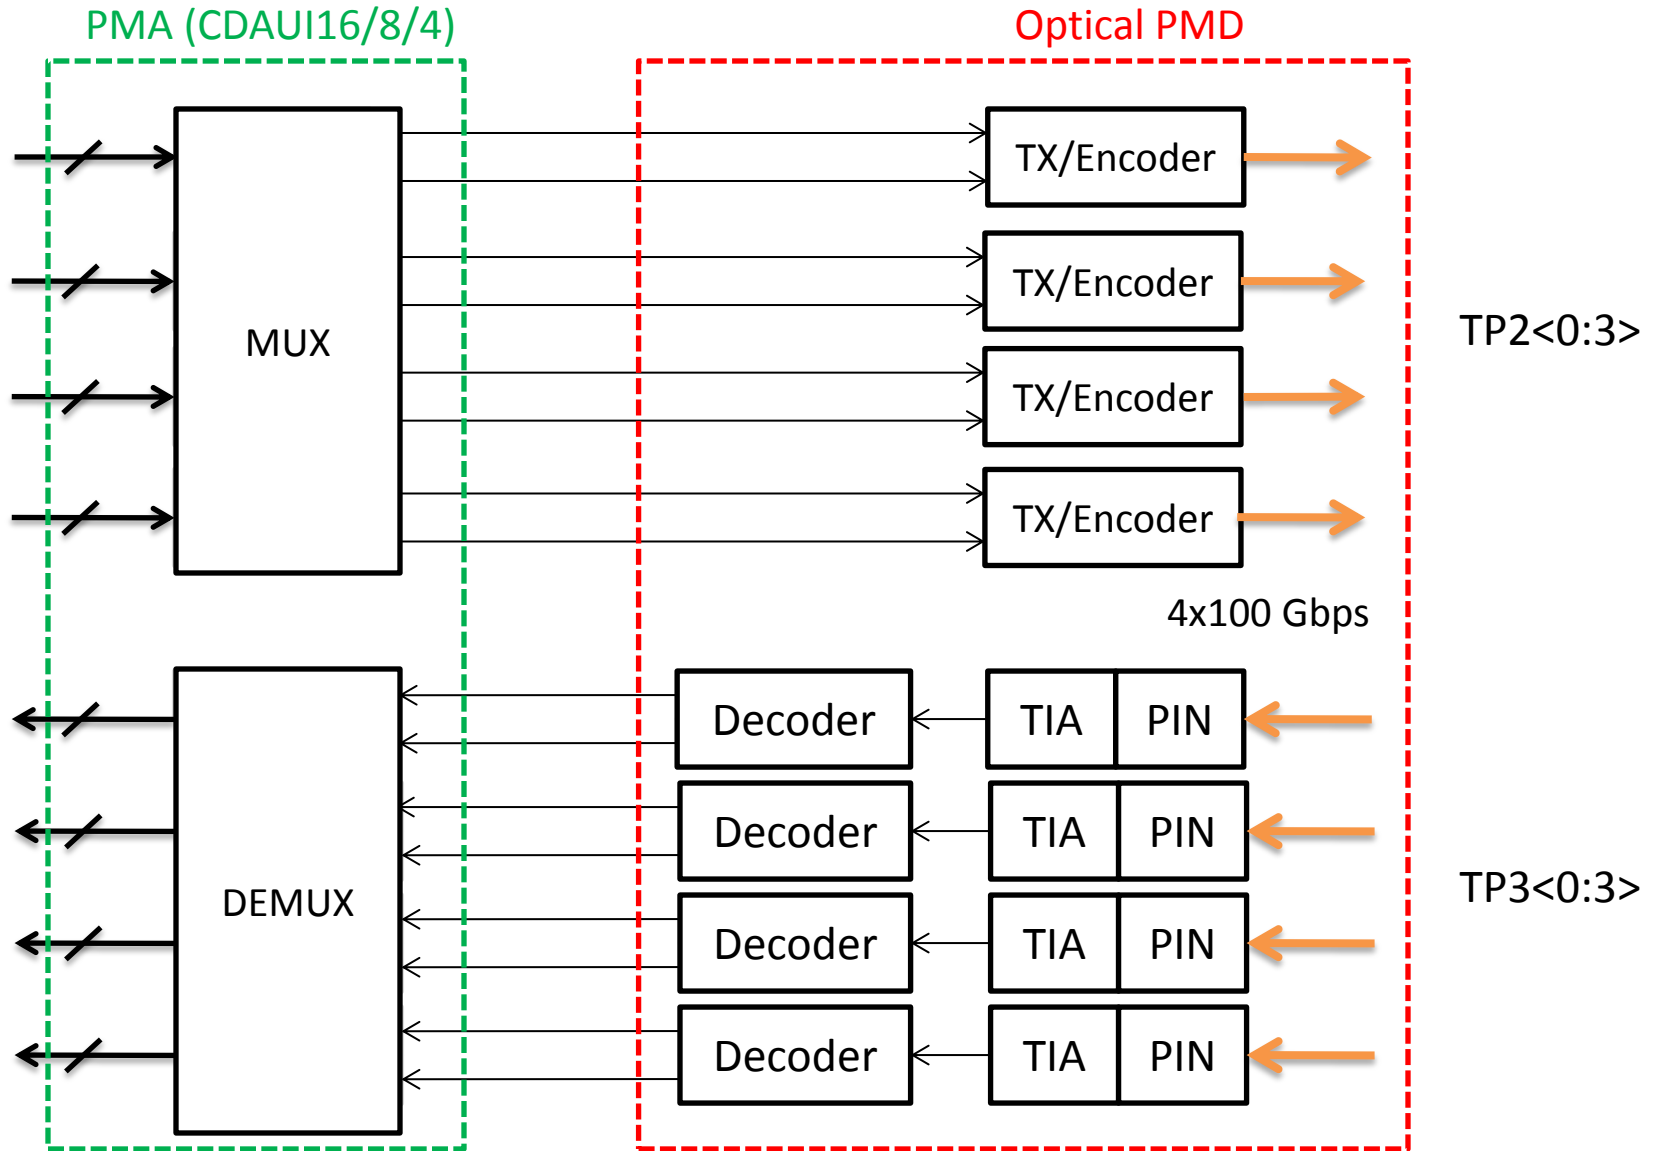 PMA (CDAUI16/8/4)
Optical PMD
TX/Encoder
TX/Encoder
TX/Encoder
TX/Encoder
MUX
TP2<0:3>
4x100 Gbps
Decoder TIA PIN
Decoder TIA PIN
Decoder TIA PIN
Decoder TIA PIN
DEMUX
TP3<0:3>